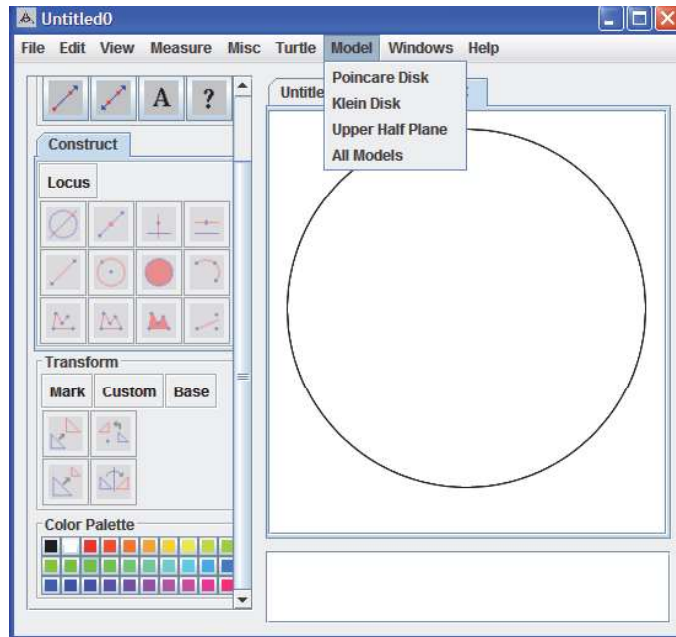 Untitled0
File Edit View Measure Misc Turtle Model Windows Help
Poincare Disk
Klein Disk
Upper Half Plane
All Models
A ?
Construct
Locus
Transform
Mark Custom Base
Color Palette